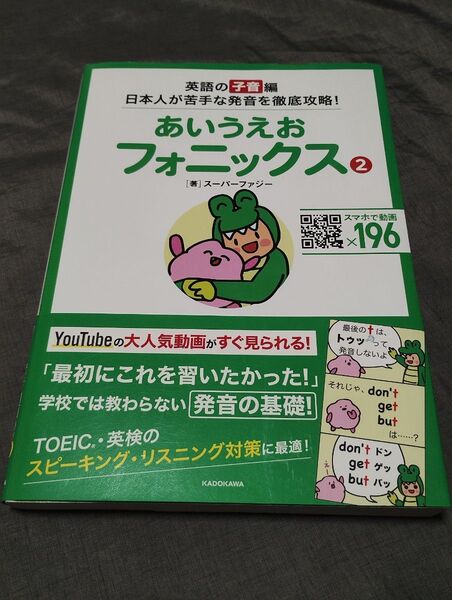 英語の子音編
日本人が苦手な発音を徹底攻略!
あいうえお
フォニックス2
[著]スーパーファジー
スマホで動画
×196
YouTubeの大人気動画がすぐ見られる!
「最初にこれを習いたかった!」
学校では教わらない 発音の基礎!
TOEIC®・英検の
スピーキング・リスニング対策に最適!
KADOKAWA
最後のtは、
トゥッって
発音しないよ
それじゃ、don't
get
but
は……?
don't ドン
get ゲッ
but バッ